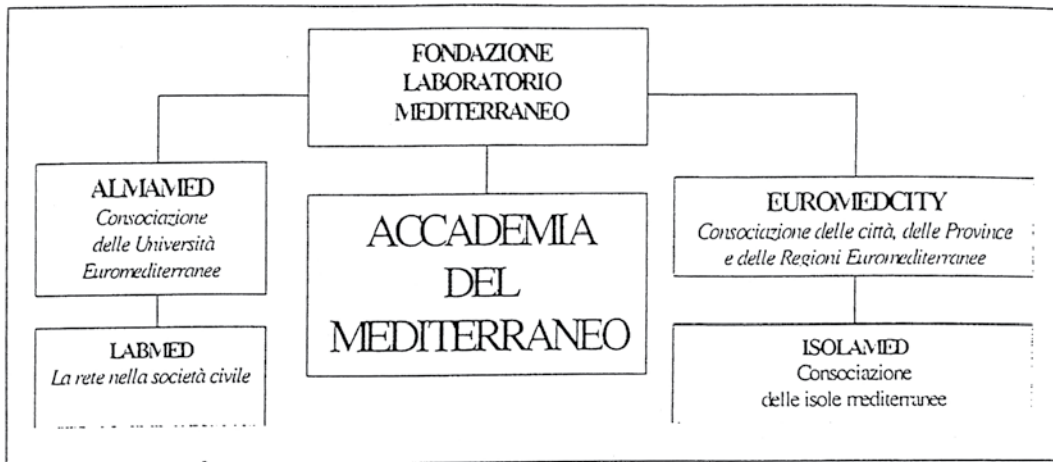 FONDAZIONE
LABORATORIO
MEDITERRANEO
ALMAMED
Consociazione
delle Università
Euromediterranee
ACCADEMIA
DEL
MEDITERRANEO
EUROMEDCITY
Consociazione delle città, delle Province
e delle Regioni Euromediterranee
LABMED
La rete nella società civile
ISOLAMED
Consociazione
delle isole mediterranee